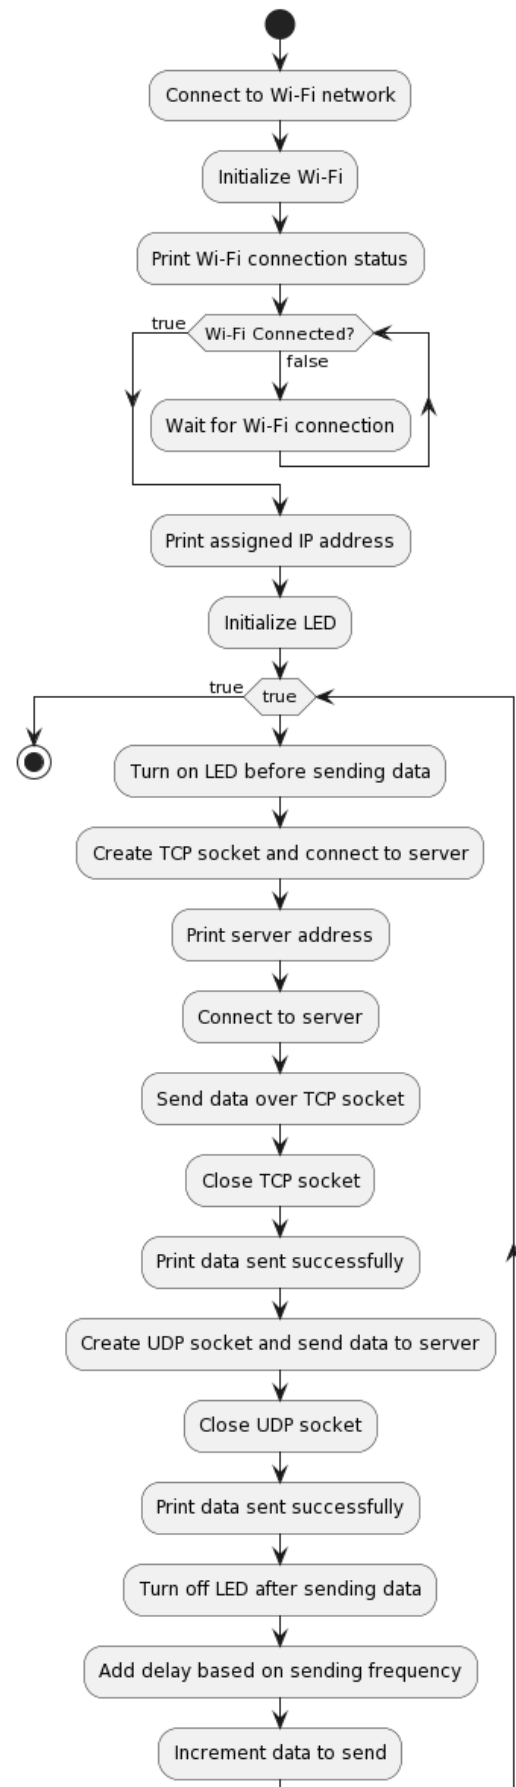 Connect to Wi-Fi network
Initialize Wi-Fi
Print Wi-Fi connection status
true
Wi-Fi Connected?
false
Wait for Wi-Fi connection
Print assigned IP address
Initialize LED
true
true
Turn on LED before sending data
Create TCP socket and connect to server
Print server address
Connect to server
Send data over TCP socket
Close TCP socket
Print data sent successfully
Create UDP socket and send data to server
Close UDP socket
Print data sent successfully
Turn off LED after sending data
Add delay based on sending frequency
Increment data to send